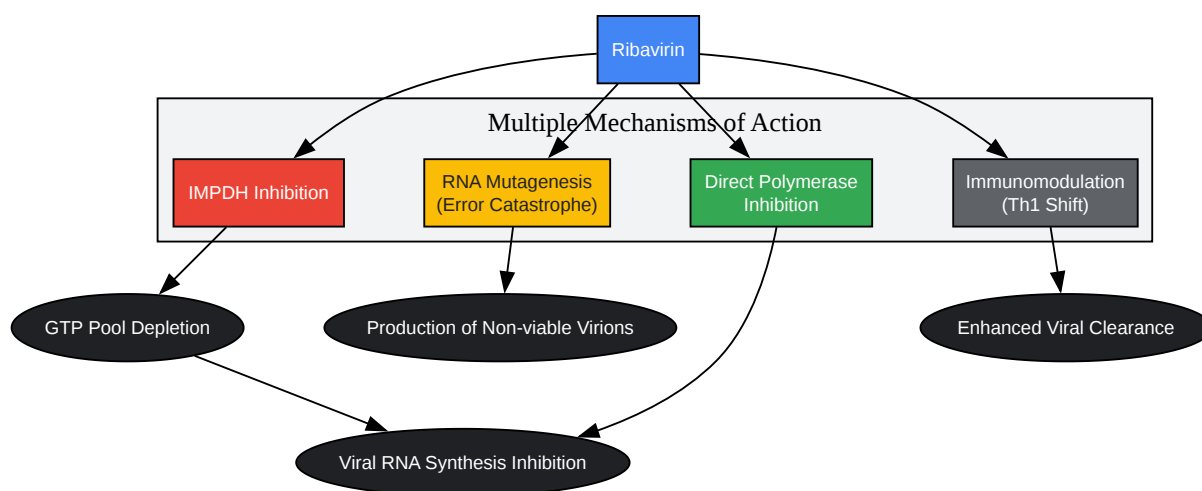 Ribavirin
Multiple Mechanisms of Action
IMPDH Inhibition
RNA Mutagenesis
(Error Catastrophe)
Direct Polymerase
Inhibition
Immunomodulation
(Th1 Shift)
GTP Pool Depletion
Production of Non-viable Virions
Enhanced Viral Clearance
Viral RNA Synthesis Inhibition